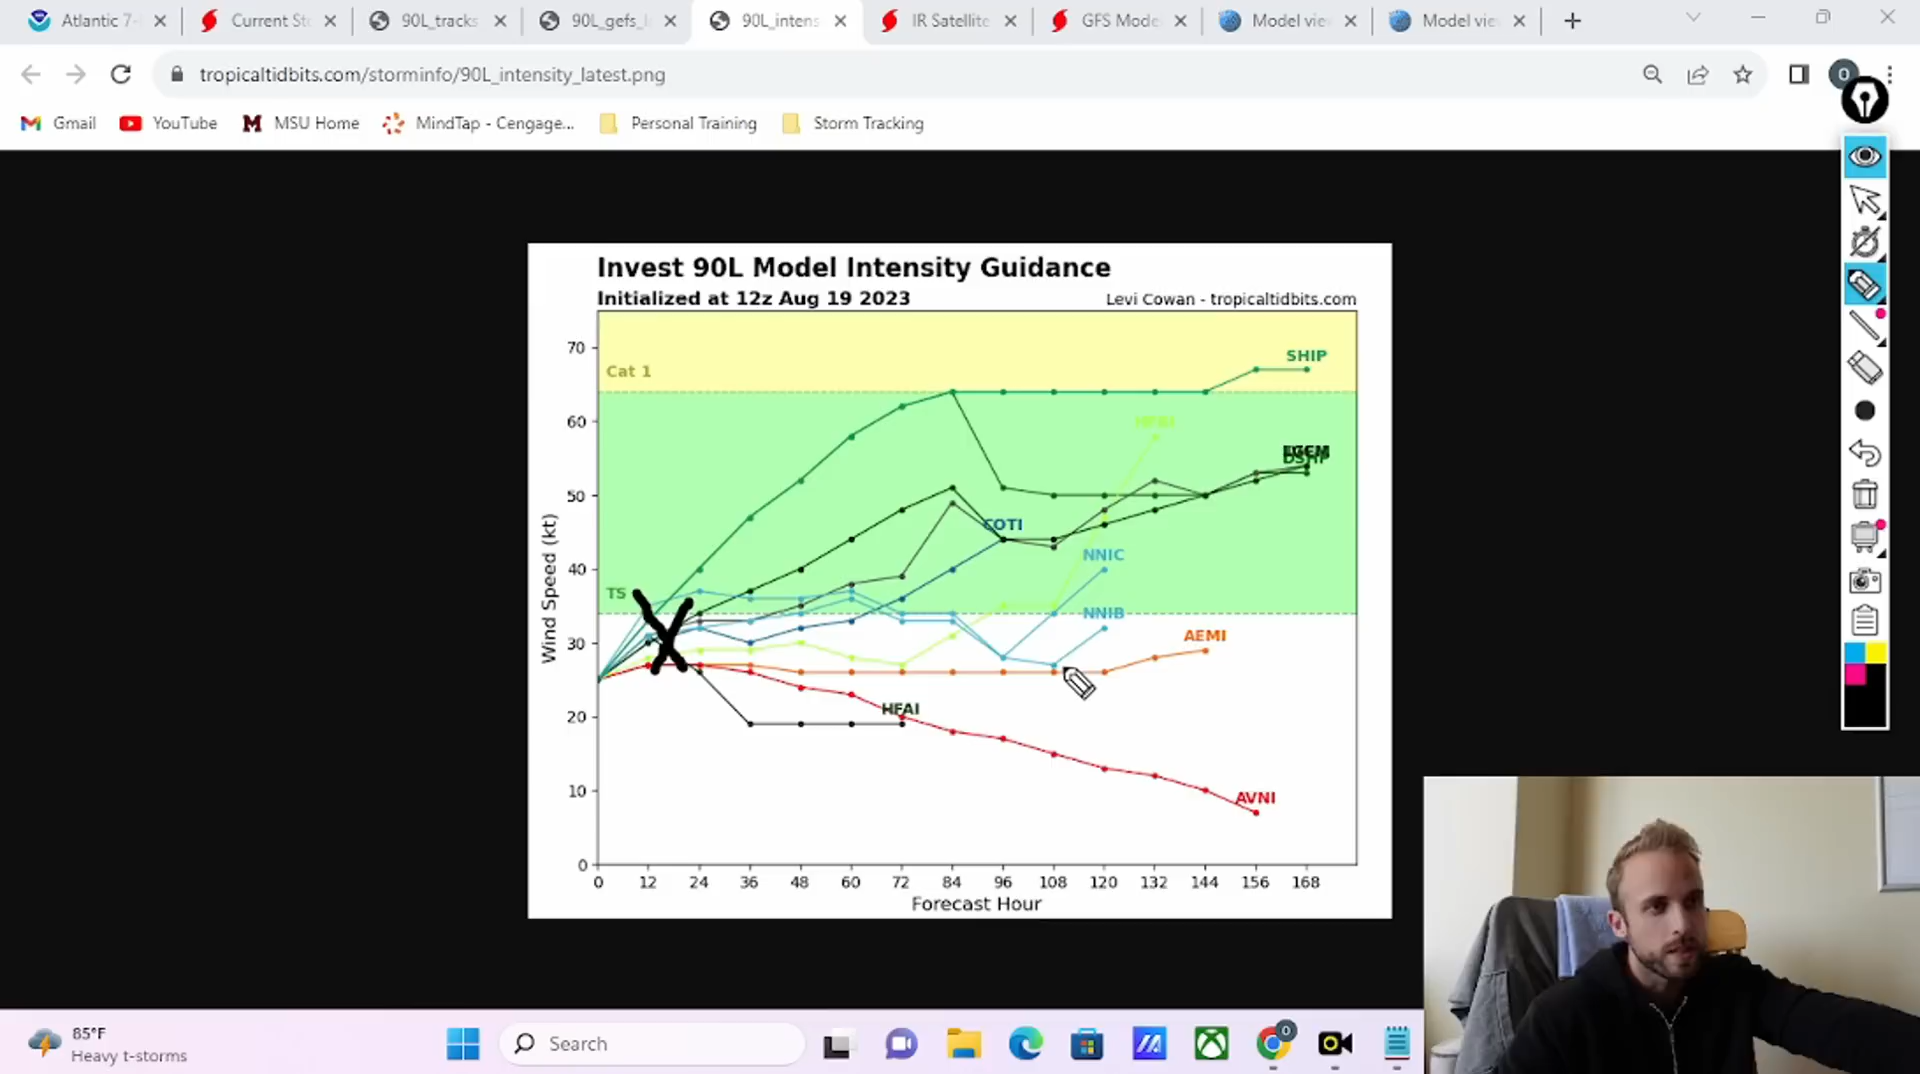 Atlantic 7-
Current St
90L_tracks
90L_gefs_l
90L_intens
IR Satellite
GFS Mode
Model vie
Model vie
tropicaltidbits.com/storminfo/90L_intensity_latest.png
O
Gmail
YouTube
M
MSU Home
MindTap - Cengage...
Personal Training
Storm Tracking
Invest 90L Model Intensity Guidance
Initialized at 12z Aug 19 2023
Levi Cowan - tropicaltidbits.com
70
Cat 1
SHIP
60
50
COTI
NNIC
40
TS
NNIB
AEMI
30
HFAI
20
10
AVNI
0
Wind Speed (kt)
0 12 24 36 48 60 72 84 96 108 120 132 144 156 168
Forecast Hour
85°F
Heavy t-storms
Search
0